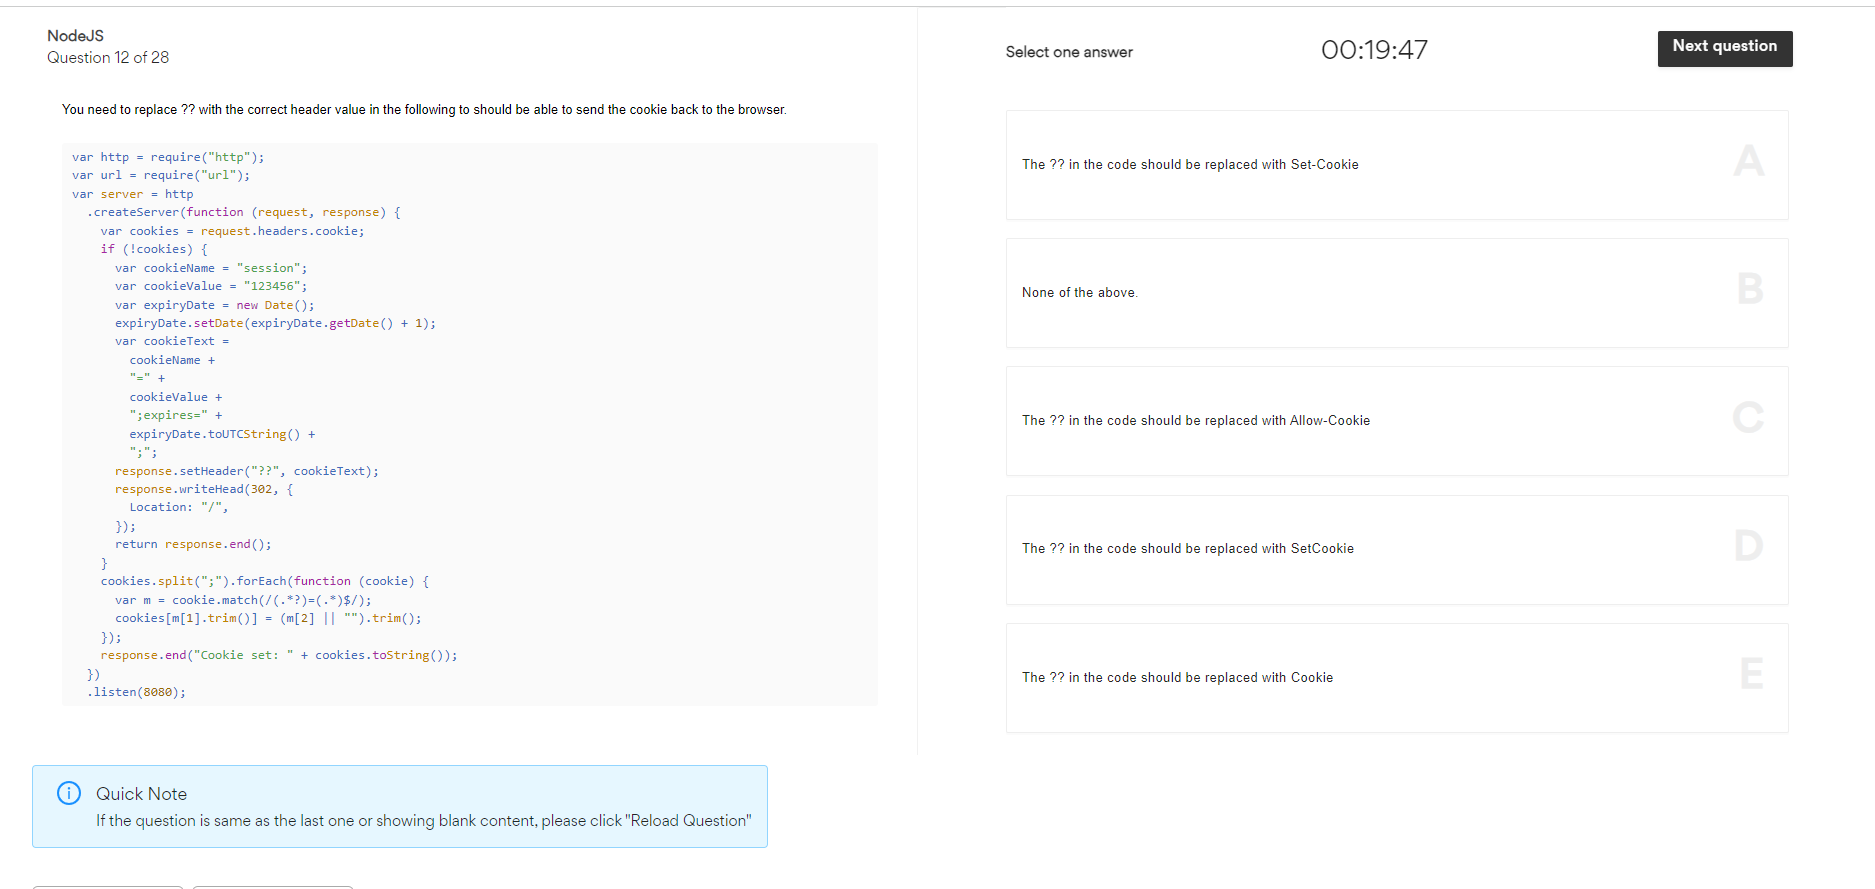 NodeJS
Question 12 of 28
You need to replace ?? with the correct header value in the following to should be able to send the cookie back to the browser.
var http = require("http");
var url = require("url");
var server = http
  .createServer(function (request, response) {
    var cookies = request.headers.cookie;
    if (!cookies) {
      var cookieName = "session";
      var cookieValue = "123456";
      var expiryDate = new Date();
      expiryDate.setDate(expiryDate.getDate() + 1);
      var cookieText =
        cookieName +
        "=" +
        cookieValue +
        ";expires=" +
        expiryDate.toUTCString() +
        ";";
      response.setHeader("??", cookieText);
      response.writeHead(302, {
        Location: "/",
      });
      return response.end();
    }
    cookies.split(";").forEach(function (cookie) {
      var m = cookie.match(/(.*?)=(.*)$/);
      cookies[m[1].trim()] = (m[2] || "").trim();
    });
    response.end("Cookie set: " + cookies.toString());
  })
  .listen(8080);
Quick Note
If the question is same as the last one or showing blank content, please click "Reload Question"
Select one answer
00:19:47
Next question
The ?? in the code should be replaced with Set-Cookie
A
None of the above.
B
The ?? in the code should be replaced with Allow-Cookie
C
The ?? in the code should be replaced with SetCookie
D
The ?? in the code should be replaced with Cookie
E